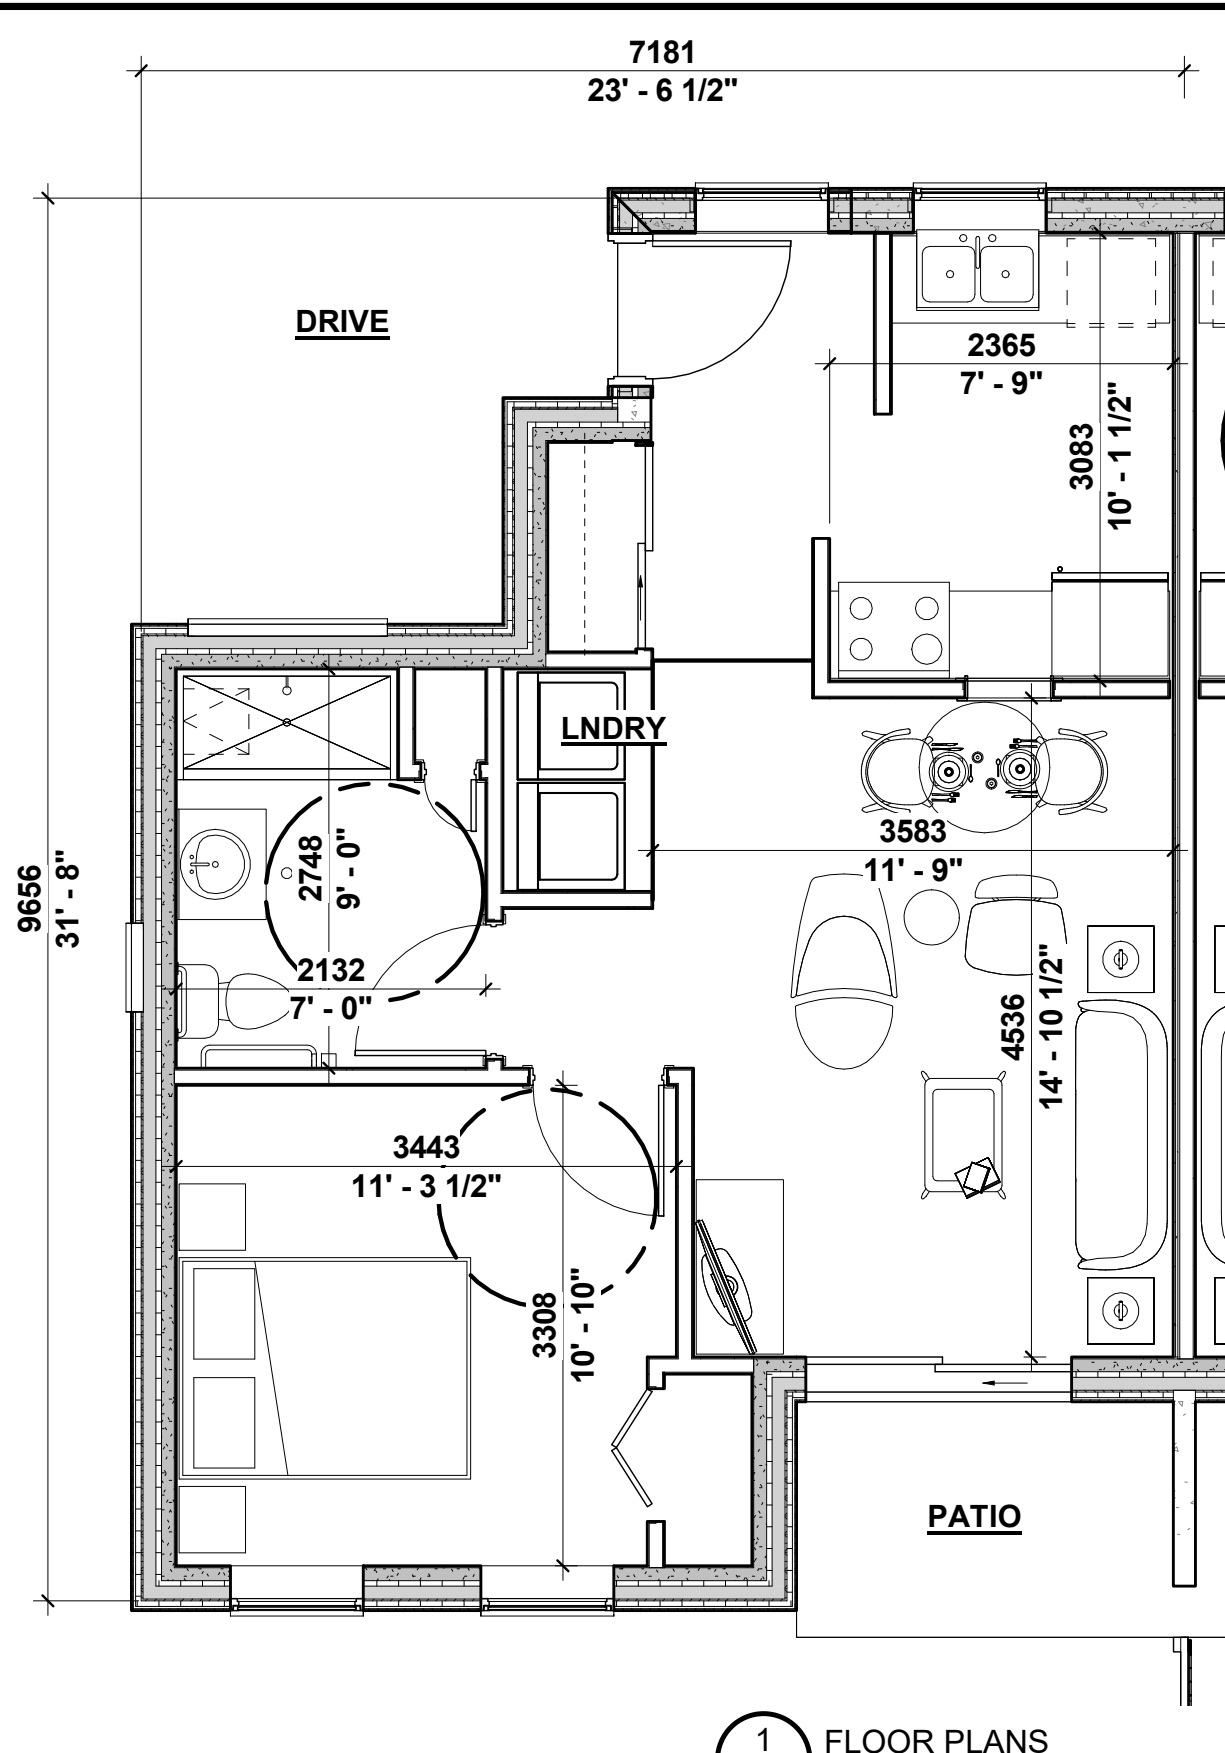 7181
23' - 6 1/2"
DRIVE
2365
7' - 9"
3083
10' - 1 1/2"
LNDRY
3583
11' - 9"
9656
31' - 8"
2748
9' - 0"
2132
7' - 0"
4536
14' - 10 1/2"
3443
11' - 3 1/2"
3308
10' - 10"
PATIO
1
FLOOR PLANS